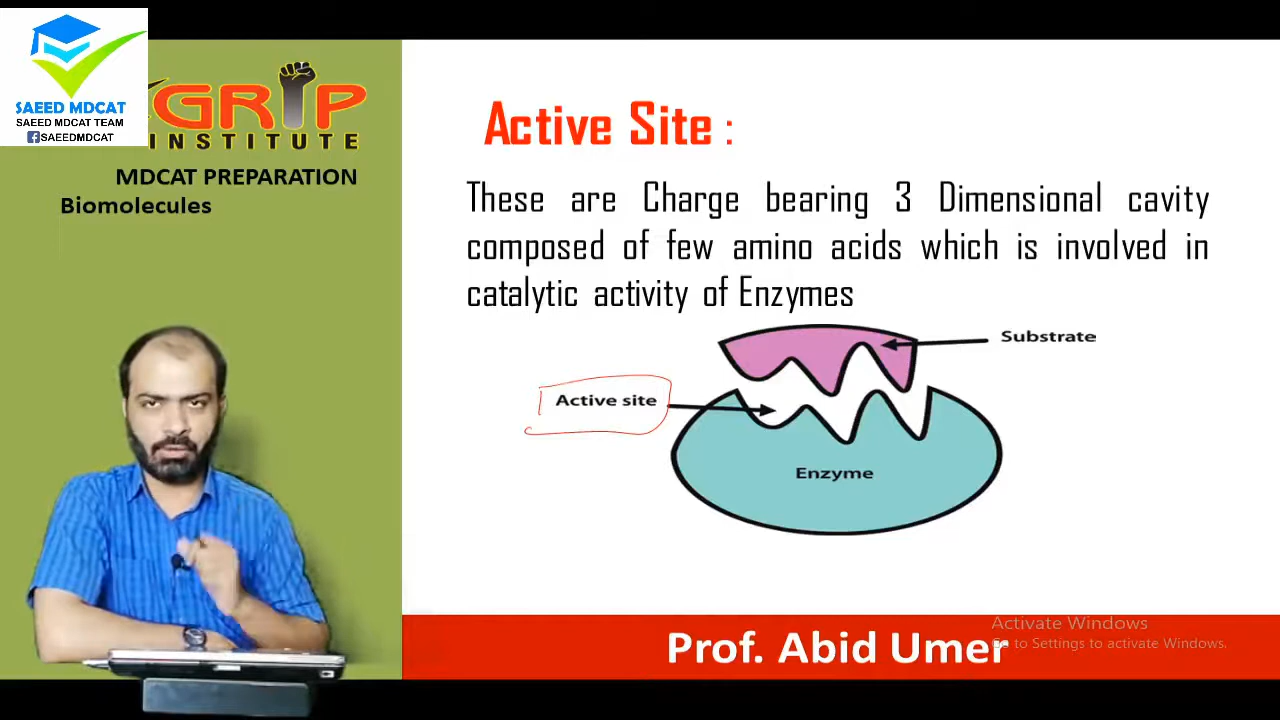 SAEED MDCAT
SAEED MDCAT TEAM
SAEEDMDCAT
GRIP
INSTITUTE
MDCAT PREPARATION
Biomolecules
Active Site :
These are Charge bearing 3 Dimensional cavity
composed of few amino acids which is involved in
catalytic activity of Enzymes
Substrate
Active site
Enzyme
Prof. Abid Umer
Activate Windows
Go to Settings to activate Windows.